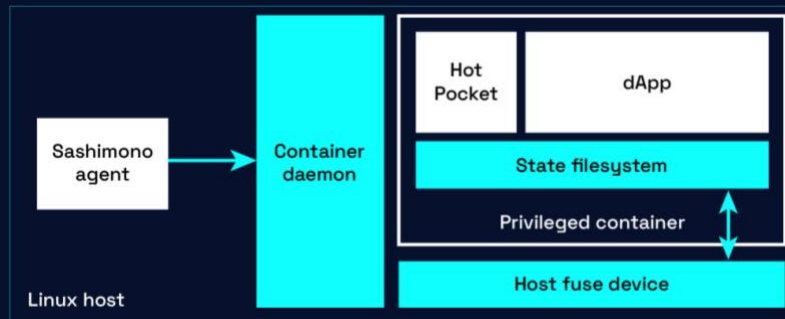 Sashimono
agent
Container
daemon
Hot
Pocket
dApp
State filesystem
Privileged container
Host fuse device
Linux host